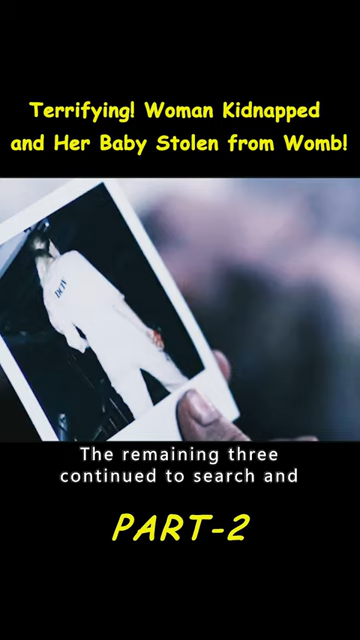 Terrifying! Woman Kidnapped
and Her Baby Stolen from Womb!
The remaining three
continued to search and
PART-2